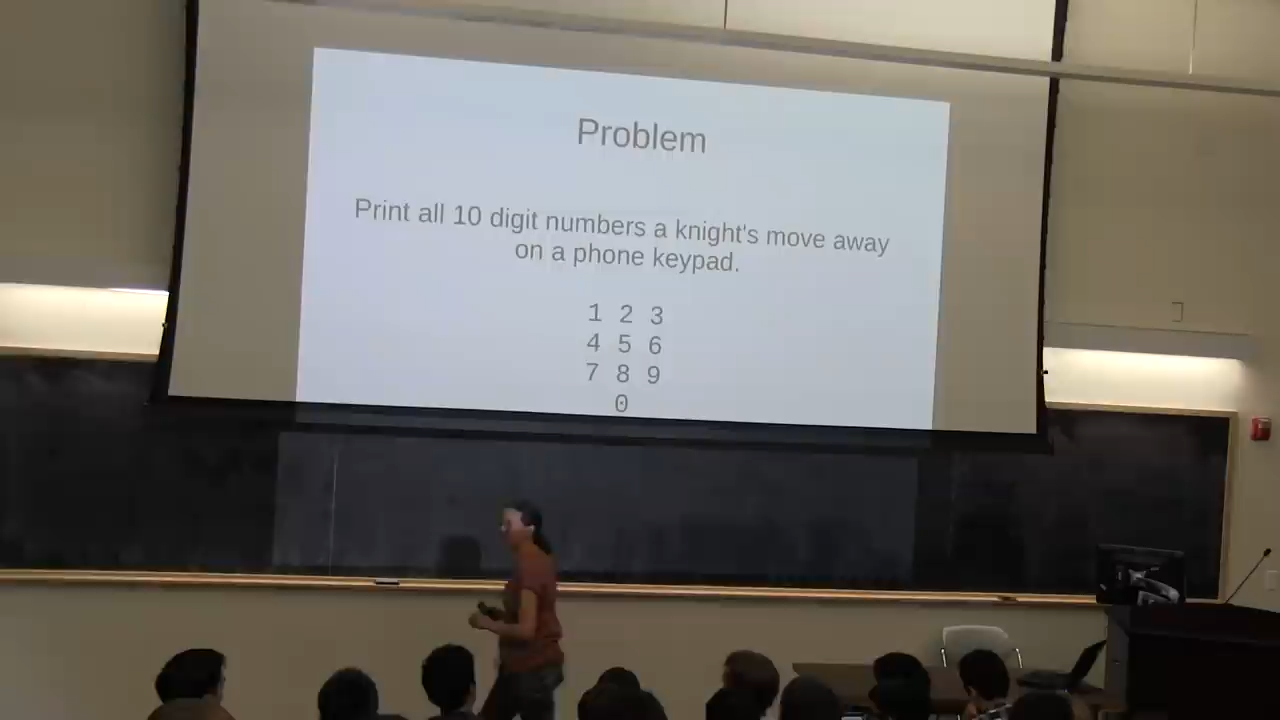 Problem
Print all 10 digit numbers a knight's move away
on a phone keypad.
1 2 3
4 5 6
7 8 9
0